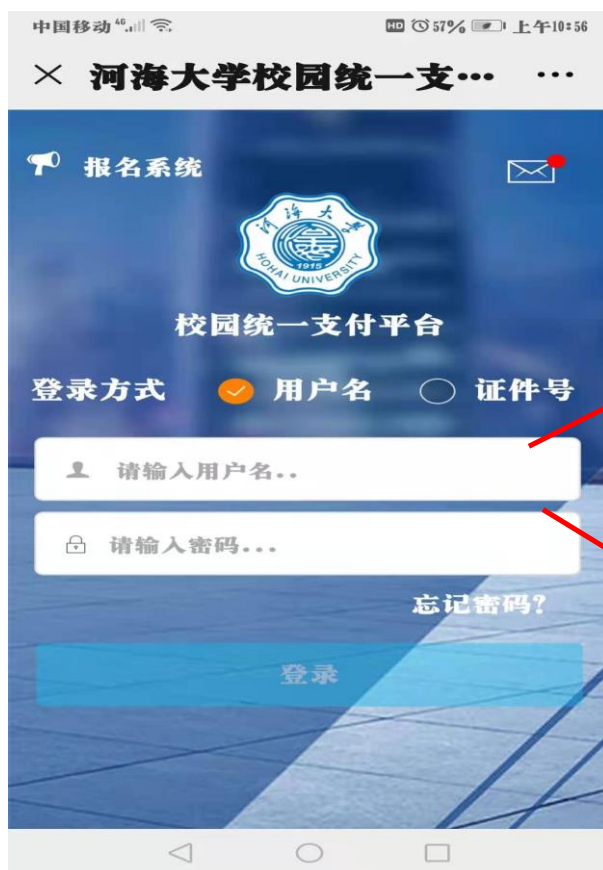 中国移动 46 HD 57% 上午10:56
× 河海大学校园统一支··· ···
报名系统
河海大学
1915
HOHAI UNIVERSITY
校园统一支付平台
登录方式 用户名 证件号
请输入用户名..
请输入密码...
忘记密码?
登录